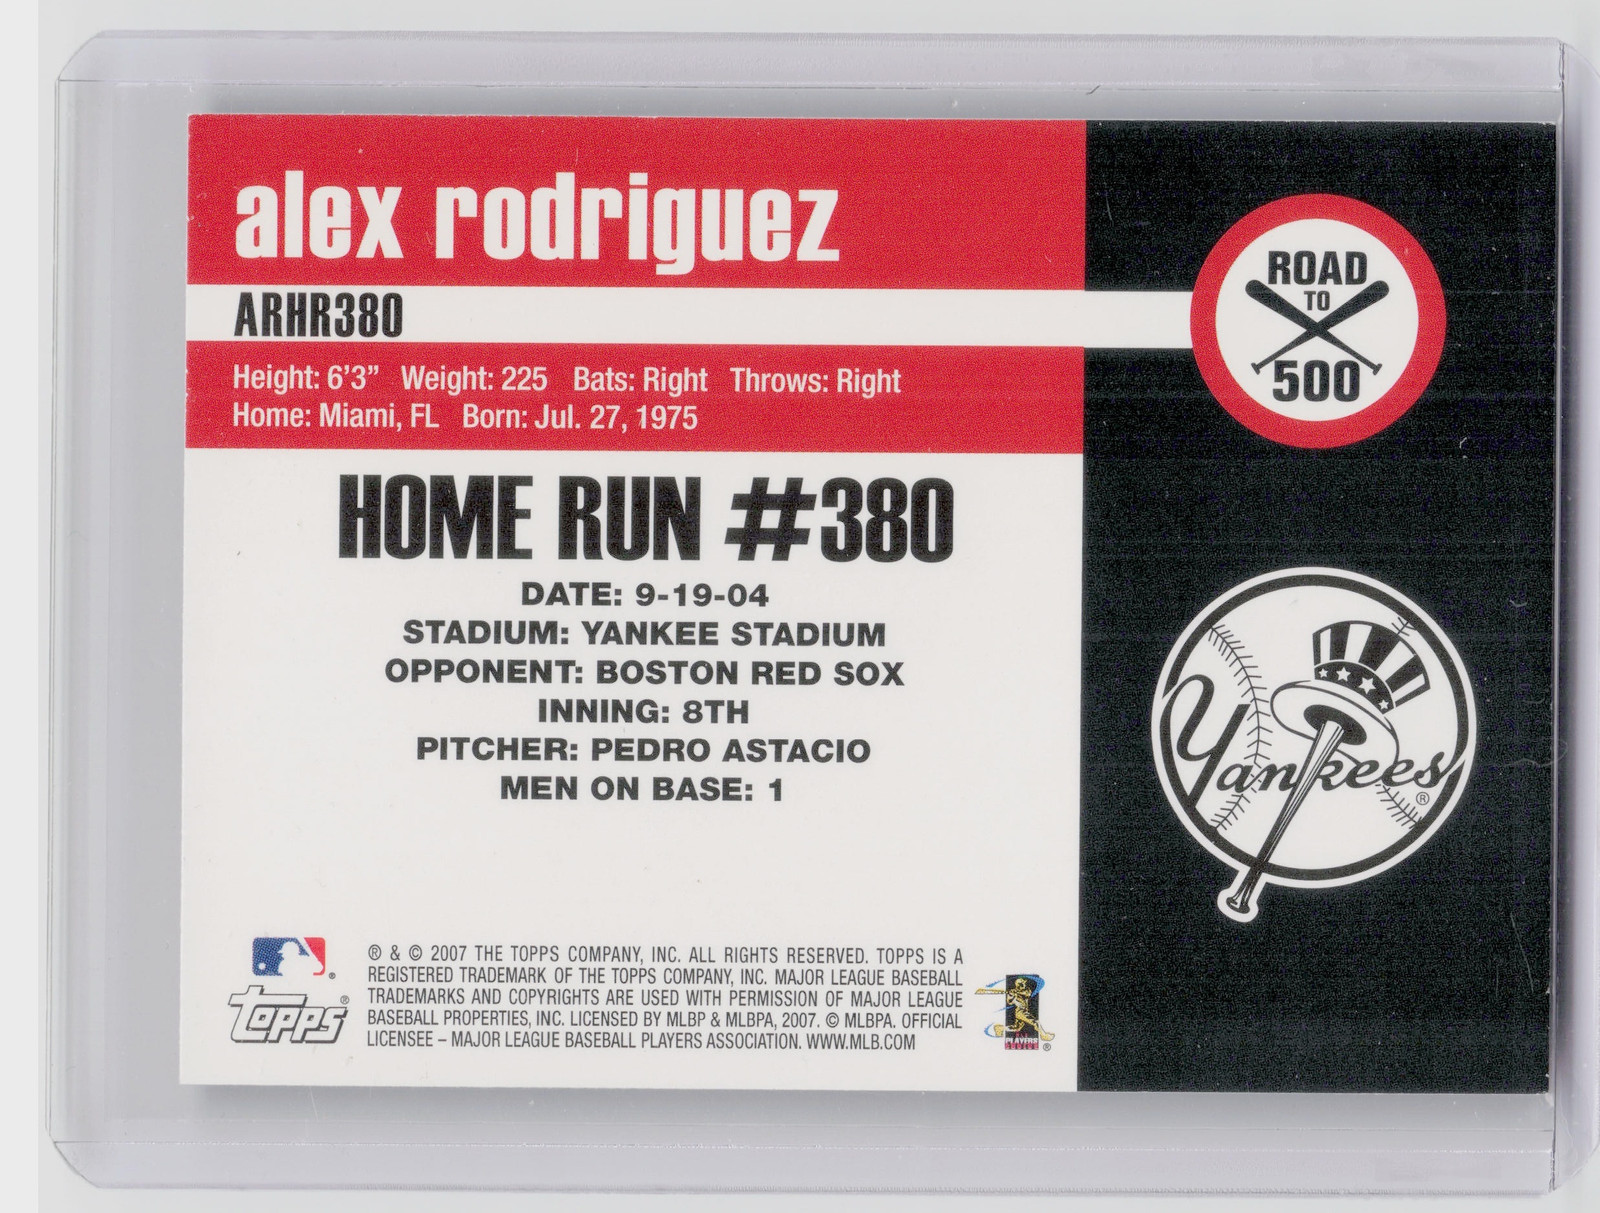 alex rodriguez
ARHR380
Height: 6'3” Weight: 225 Bats: Right Throws: Right
Home: Miami, FL Born: Jul. 27, 1975
ROAD
TO
500
HOME RUN #380
DATE: 9-19-04
STADIUM: YANKEE STADIUM
OPPONENT: BOSTON RED SOX
INNING: 8TH
PITCHER: PEDRO ASTACIO
MEN ON BASE: 1
Yankees®
® & © 2007 THE TOPPS COMPANY, INC. ALL RIGHTS RESERVED. TOPPS IS A
REGISTERED TRADEMARK OF THE TOPPS COMPANY, INC. MAJOR LEAGUE BASEBALL
TRADEMARKS AND COPYRIGHTS ARE USED WITH PERMISSION OF MAJOR LEAGUE
BASEBALL PROPERTIES, INC. LICENSED BY MLBP & MLBPA, 2007. © MLBPA. OFFICIAL
LICENSEE – MAJOR LEAGUE BASEBALL PLAYERS ASSOCIATION. WWW.MLB.COM
Topps®
PLAYERS